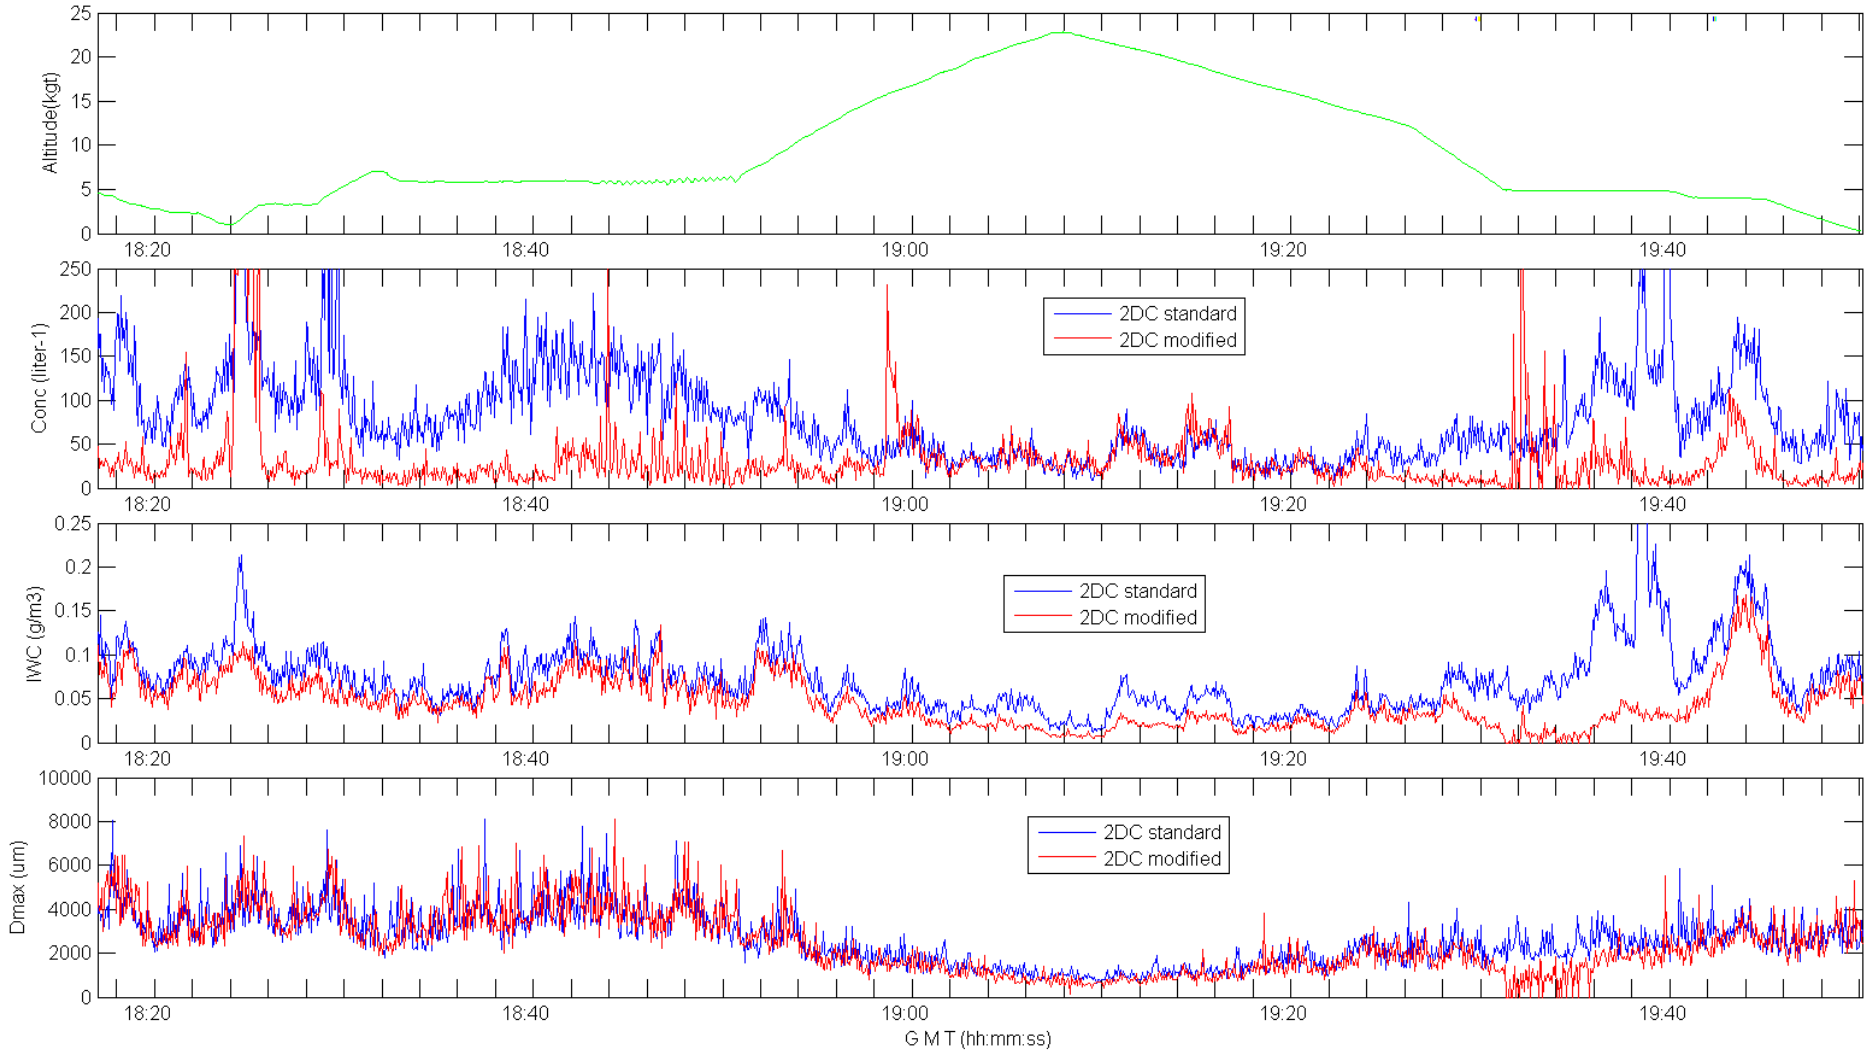 25
20
15
10
5
0
Altitude(kgt)
18:20 18:40 19:00 19:20 19:40
250
200
150
100
50
0
Conc (liter-1)
2DC standard
2DC modified
18:20 18:40 19:00 19:20 19:40
0.25
0.2
0.15
0.1
0.05
0
IWC (g/m3)
2DC standard
2DC modified
18:20 18:40 19:00 19:20 19:40
10000
8000
6000
4000
2000
0
Dmax (um)
2DC standard
2DC modified
18:20 18:40 19:00 19:20 19:40
G M T (hh:mm:ss)